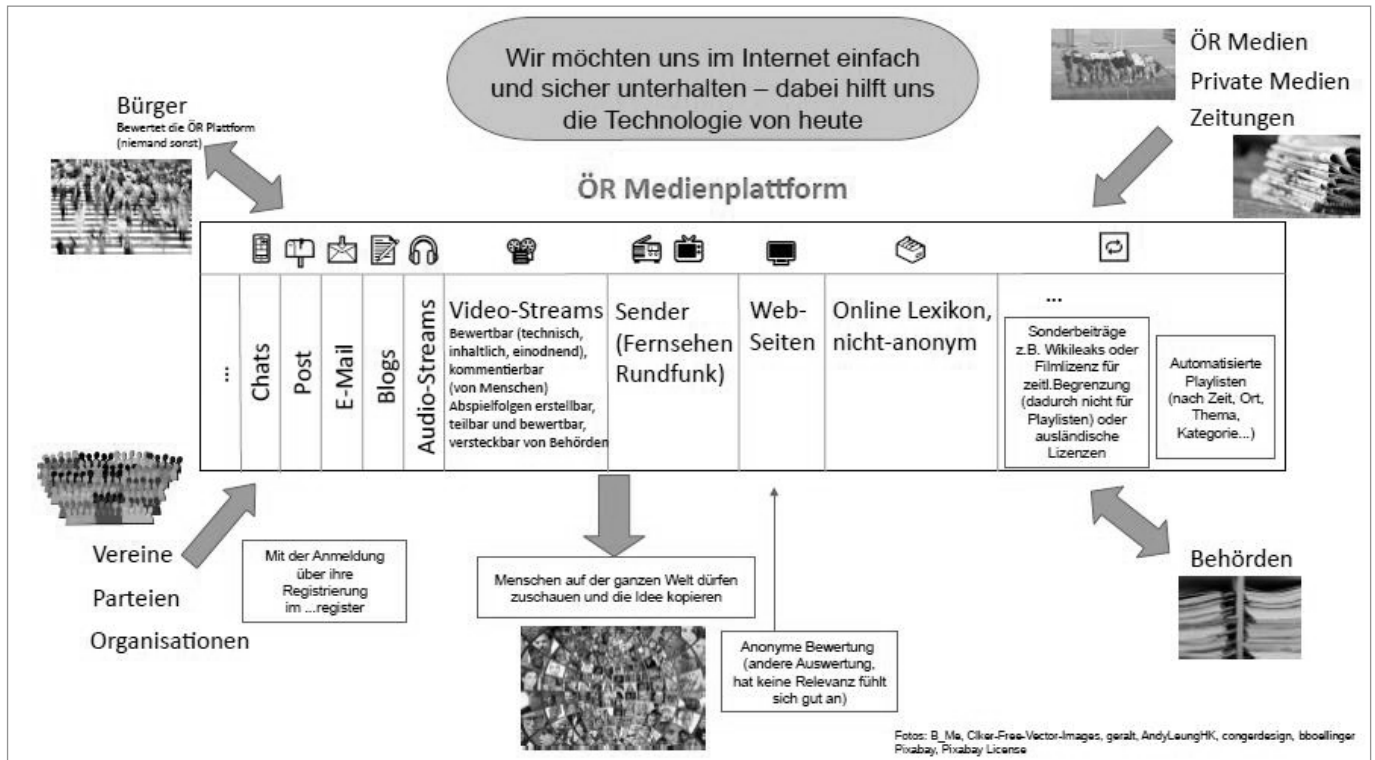 Wir möchten uns im Internet einfach
und sicher unterhalten – dabei hilft uns
die Technologie von heute
ÖR Medien
Private Medien
Zeitungen
Bürger
Bewertet die ÖR Plattform
(niemand sonst)
ÖR Medienplattform
...
Chats
Post
E-Mail
Blogs
Audio-Streams
Video-Streams
Bewertbar (technisch,
inhaltlich, einodnend),
kommentierbar
(von Menschen)
Abspielfolgen erstellbar,
teilbar und bewertbar,
versteckbar von Behörden
Sender
(Fernsehen
Rundfunk)
Web-
Seiten
Online Lexikon,
nicht-anonym
...
Sonderbeiträge
z.B. Wikileaks oder
Filmlizenz für
zeitl.Begrenzung
(dadurch nicht für
Playlisten) oder
ausländische
Lizenzen
Automatisierte
Playlisten
(nach Zeit, Ort,
Thema,
Kategorie...)
Vereine
Parteien
Organisationen
Mit der Anmeldung
über ihre
Registrierung
im ...register
Menschen auf der ganzen Welt dürfen
zuschauen und die Idee kopieren
Anonyme Bewertung
(andere Auswertung,
hat keine Relevanz fühlt
sich gut an)
Behörden
Fotos: B_Me, Clker-Free-Vector-Images, geralt, AndyLeungHK, congerdesign, bboellinger
Pixabay, Pixabay License